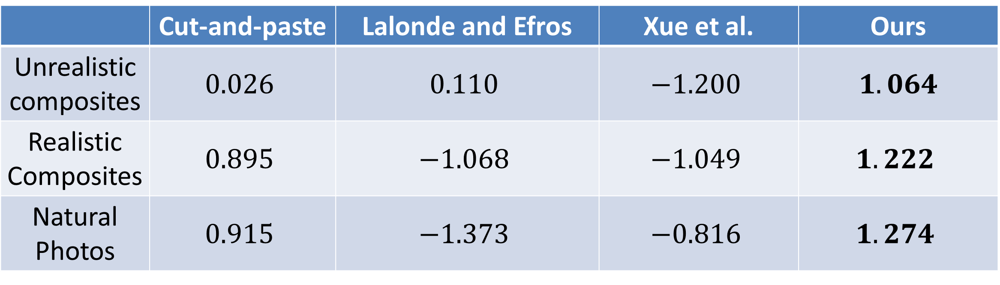 Cut-and-paste Lalonde and Efros Xue et al. Ours
Unrealistic
composites 0.026 0.110 −1.200 1.064
Realistic
Composites 0.895 −1.068 −1.049 1.222
Natural
Photos 0.915 −1.373 −0.816 1.274